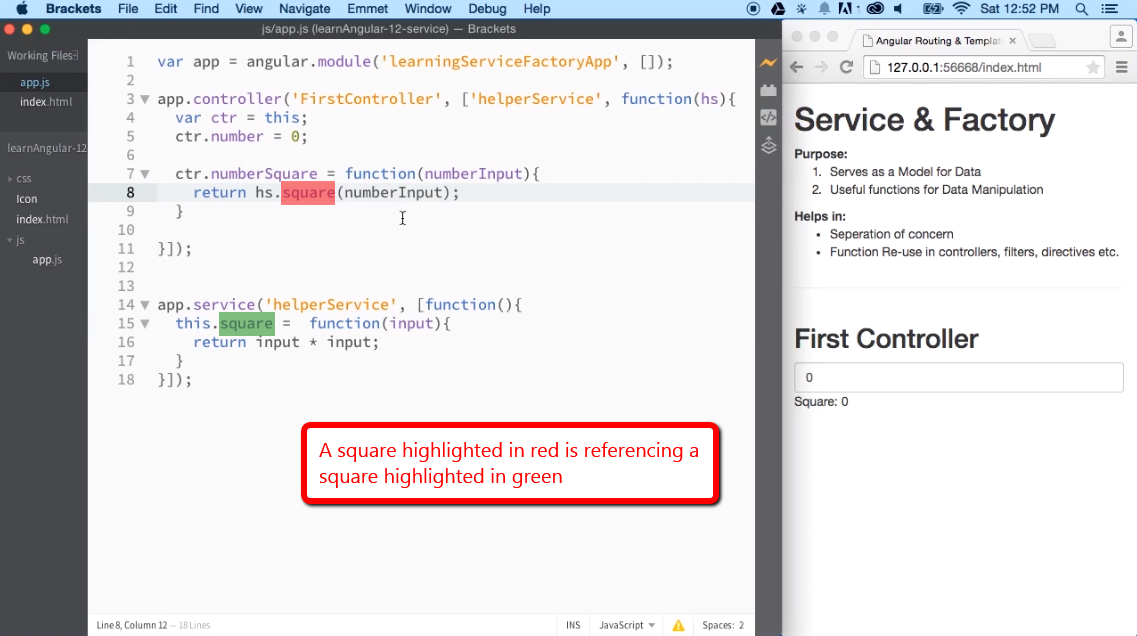 Brackets File Edit Find View Navigate Emmet Window Debug Help Sat 12:52 PM
js/app.js (learnAngular-12-service) — Brackets
Working Files
app.js
index.html
learnAngular-12
css
Icon
index.html
js
app.js
1 var app = angular.module('learningServiceFactoryApp', []);
2
3 app.controller('FirstController', ['helperService', function(hs){
4 var ctr = this;
5 ctr.number = 0;
6
7 ctr.numberSquare = function(numberInput){
8 return hs.square(numberInput);
9 }
10
11 }]);
12
13
14 app.service('helperService', [function(){
15 this.square =  function(input){
16 return input * input;
17 }
18 }]);
A square highlighted in red is referencing a
square highlighted in green
Line 8, Column 12 — 18 Lines
INS JavaScript Spaces: 2
Angular Routing & Templat
127.0.0.1:56668/index.html
Service & Factory
Purpose:
1. Serves as a Model for Data
2. Useful functions for Data Manipulation
Helps in:
• Seperation of concern
• Function Re-use in controllers, filters, directives etc.
First Controller
0
Square: 0